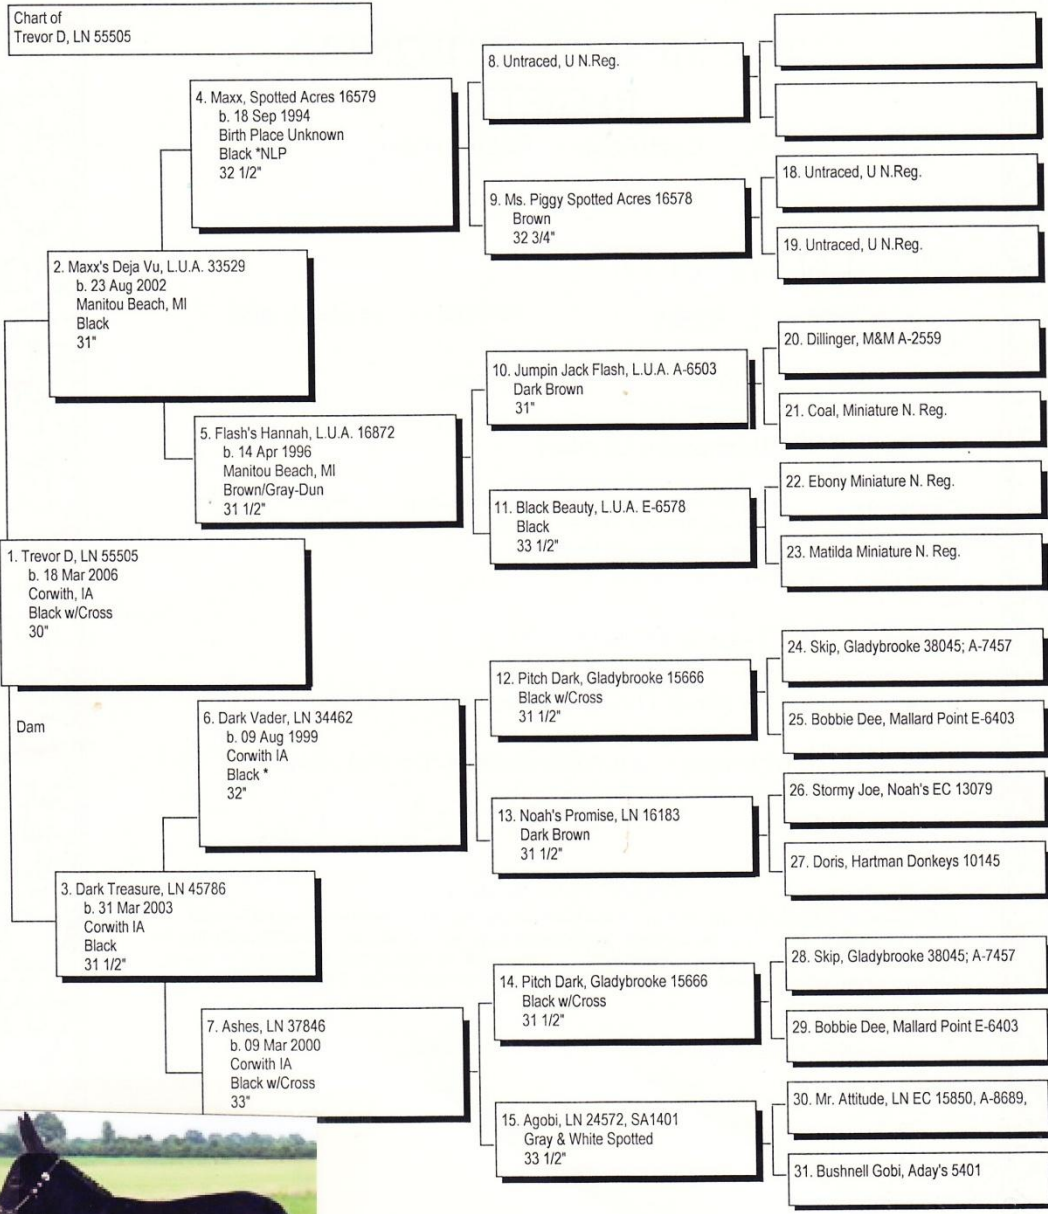 Chart of
Trevor D, LN 55505
8. Untraced, U N.Reg.
4. Maxx, Spotted Acres 16579
b. 18 Sep 1994
Birth Place Unknown
Black *NLP
32 1/2"
18. Untraced, U N.Reg.
9. Ms. Piggy Spotted Acres 16578
Brown
32 3/4"
19. Untraced, U N.Reg.
2. Maxx's Deja Vu, L.U.A. 33529
b. 23 Aug 2002
Manitou Beach, MI
Black
31"
20. Dillinger, M&M A-2559
10. Jumpin Jack Flash, L.U.A. A-6503
Dark Brown
31"
21. Coal, Miniature N. Reg.
5. Flash's Hannah, L.U.A. 16872
b. 14 Apr 1996
Manitou Beach, MI
Brown/Gray-Dun
31 1/2"
22. Ebony Miniature N. Reg.
11. Black Beauty, L.U.A. E-6578
Black
33 1/2"
23. Matilda Miniature N. Reg.
1. Trevor D, LN 55505
b. 18 Mar 2006
Corwith, IA
Black w/Cross
30"
24. Skip, Gladybrooke 38045; A-7457
12. Pitch Dark, Gladybrooke 15666
Black w/Cross
31 1/2"
25. Bobbie Dee, Mallard Point E-6403
Dam
6. Dark Vader, LN 34462
b. 09 Aug 1999
Corwith IA
Black *
32"
26. Stormy Joe, Noah's EC 13079
13. Noah's Promise, LN 16183
Dark Brown
31 1/2"
27. Doris, Hartman Donkeys 10145
3. Dark Treasure, LN 45786
b. 31 Mar 2003
Corwith IA
Black
31 1/2"
28. Skip, Gladybrooke 38045; A-7457
14. Pitch Dark, Gladybrooke 15666
Black w/Cross
31 1/2"
29. Bobbie Dee, Mallard Point E-6403
7. Ashes, LN 37846
b. 09 Mar 2000
Corwith IA
Black w/Cross
33"
30. Mr. Attitude, LN EC 15850, A-8689,
15. Agobi, LN 24572, SA1401
Gray & White Spotted
33 1/2"
31. Bushnell Gobi, Aday's 5401